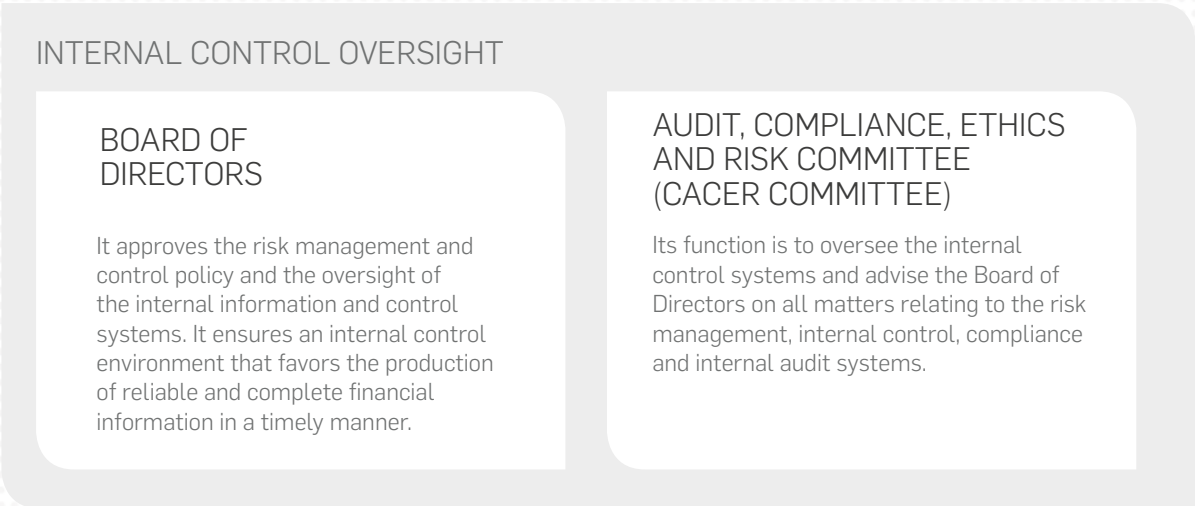 INTERNAL CONTROL OVERSIGHT
BOARD OF
DIRECTORS
It approves the risk management and
control policy and the oversight of
the internal information and control
systems. It ensures an internal control
environment that favors the production
of reliable and complete financial
information in a timely manner.
AUDIT, COMPLIANCE, ETHICS
AND RISK COMMITTEE
(CACER COMMITTEE)
Its function is to oversee the internal
control systems and advise the Board of
Directors on all matters relating to the risk
management, internal control, compliance
and internal audit systems.